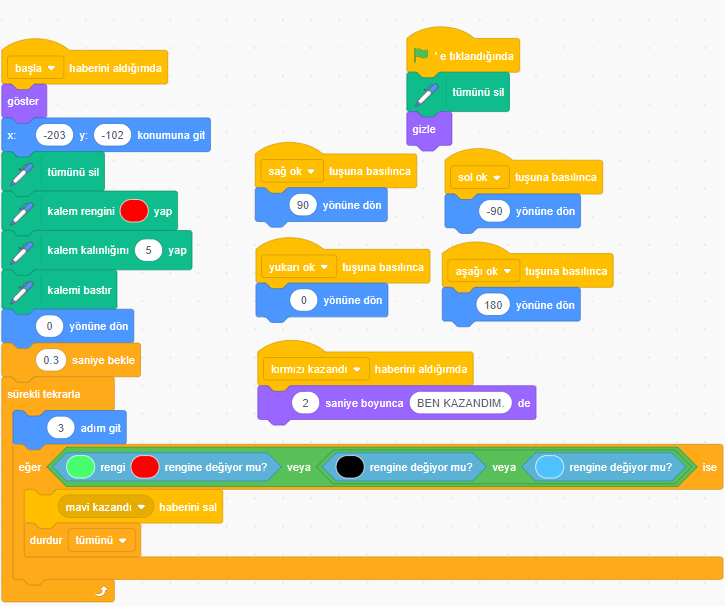 başla haberini aldığımda
göster
x: -203 y: -102 konumuna git
tümünü sil
kalem rengini yap
kalem kalınlığını 5 yap
kalemi bastır
0 yönüne dön
0.3 saniye bekle
sürekli tekrarla
3 adım git
eğer rengi rengine değiyor mu? veya rengine değiyor mu? veya rengine değiyor mu? ise
mavi kazandı haberini sal
durdur tümünü
' e tıklandığında
tümünü sil
gizle
sağ ok tuşuna basılınca
90 yönüne dön
sol ok tuşuna basılınca
-90 yönüne dön
yukarı ok tuşuna basılınca
0 yönüne dön
aşağı ok tuşuna basılınca
180 yönüne dön
kırmızı kazandı haberini aldığımda
2 saniye boyunca BEN KAZANDIM. de